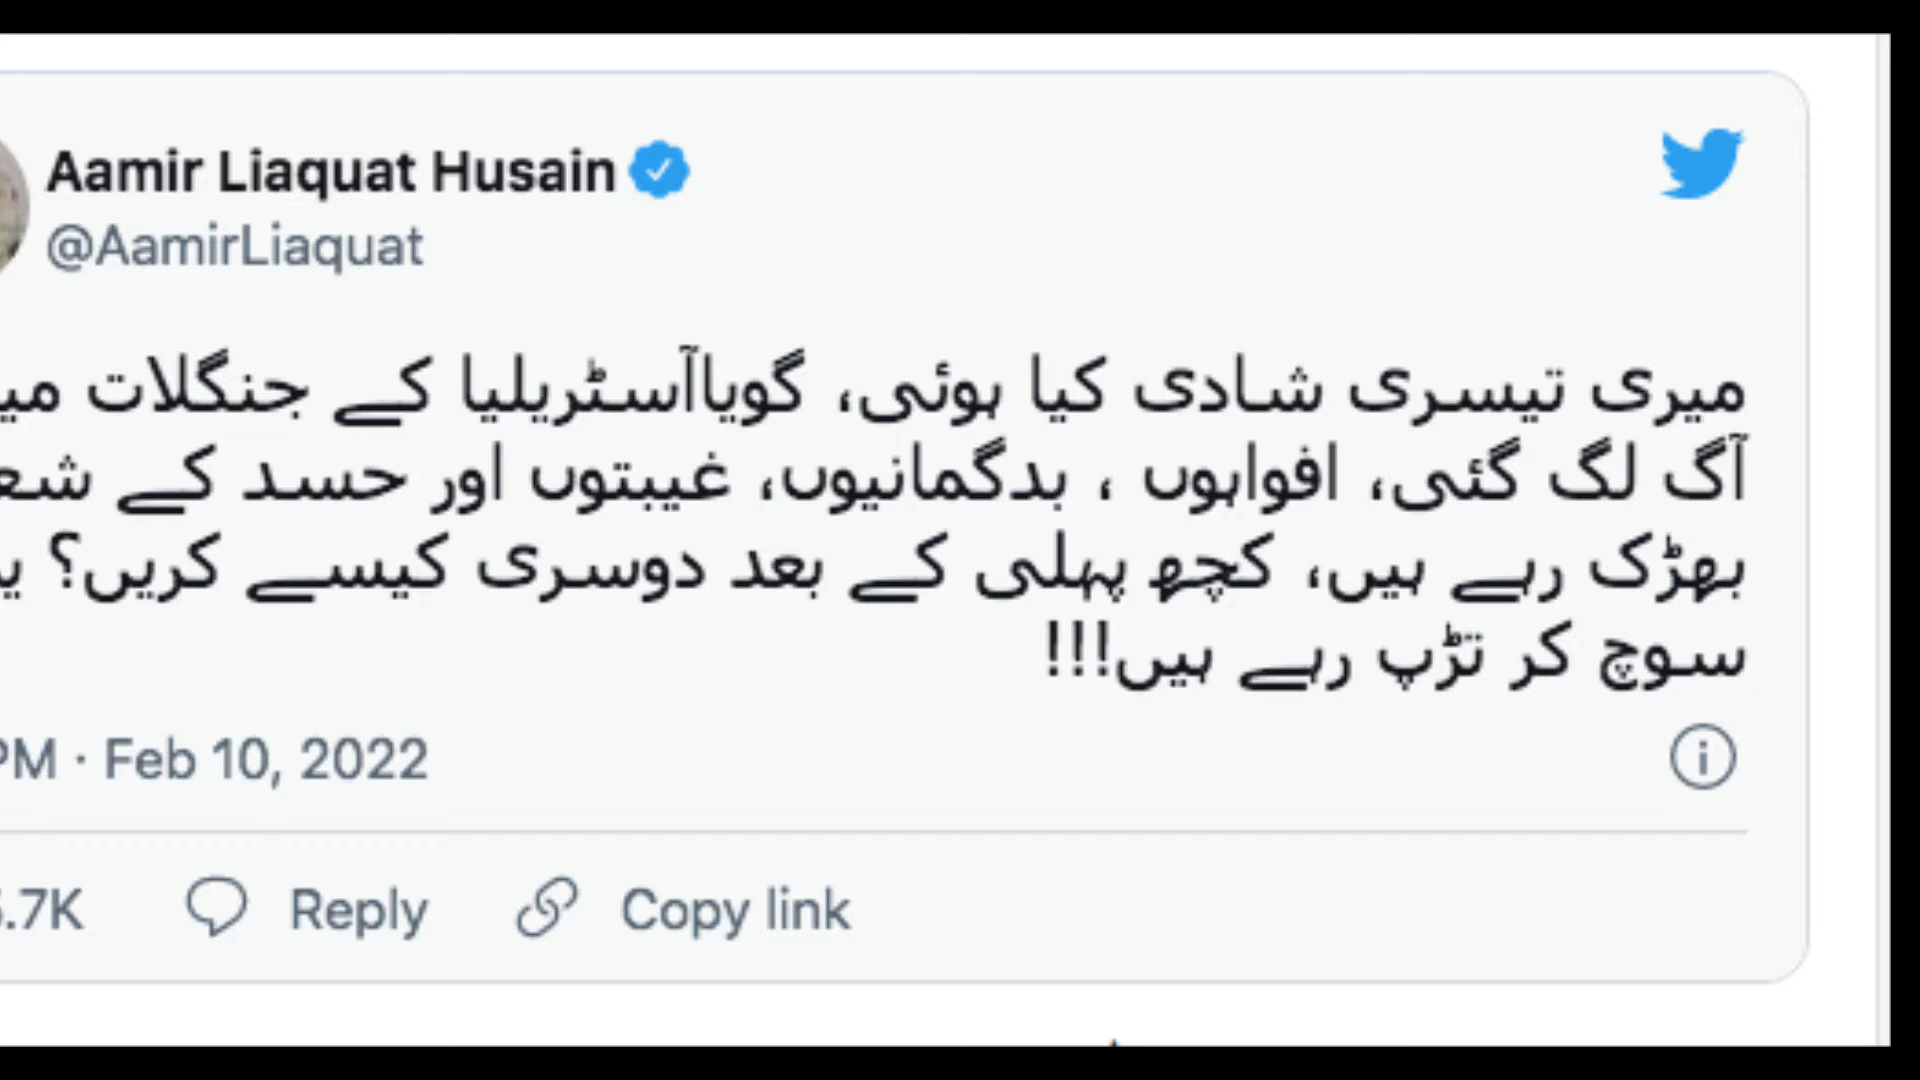 Aamir Liaquat Husain
@AamirLiaquat
میری تیسری شادی کیا ہوئی، گویاآسٹریلیا کے جنگلات
آگ لگ گئی، افواہوں ، بدگمانیوں، غیبتوں اور حسد کے
بھڑک رہے ہیں، کچھ پہلی کے بعد دوسری کیسے کریں؟
سوچ کر تڑپ رہے ہیں!!!
PM · Feb 10, 2022
.7K Reply Copy link